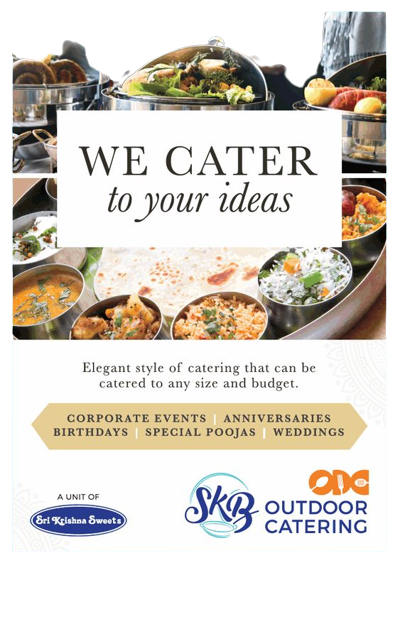 WE CATER
to your ideas
Elegant style of catering that can be
catered to any size and budget.
CORPORATE EVENTS | ANNIVERSARIES
BIRTHDAYS | SPECIAL POOJAS | WEDDINGS
A UNIT OF
Sri Krishna Sweets
SKB
ODC
OUTDOOR
CATERING